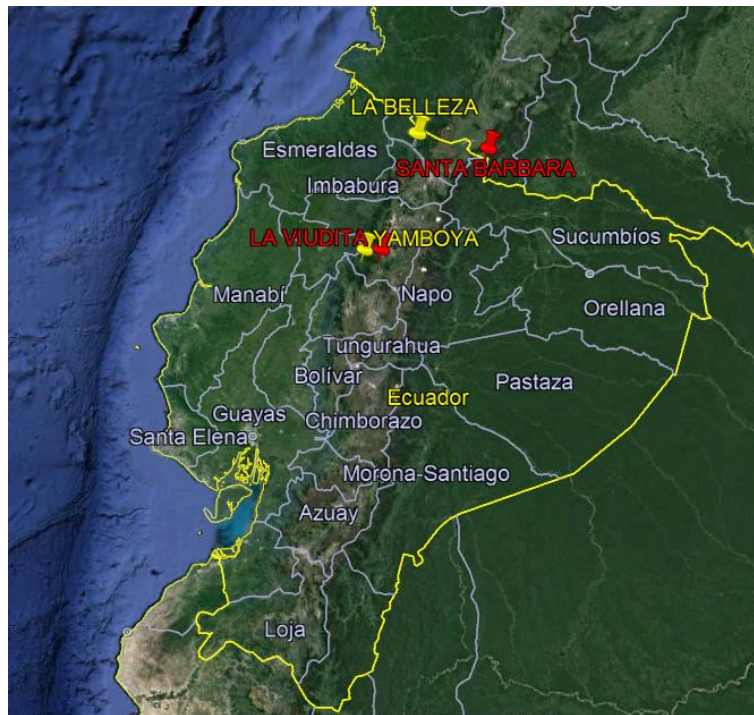 LA BELLEZA
Esmeraldas
SANTA BARBARA
Imbabura
LA VIUDITA YAMBOYA
Sucumbíos
Manabí
Napo
Orellana
Tungurahua
Bolívar
Pastaza
Ecuador
Guayas
Chimborazo
Santa Elena
Morona-Santiago
Azuay
Loja